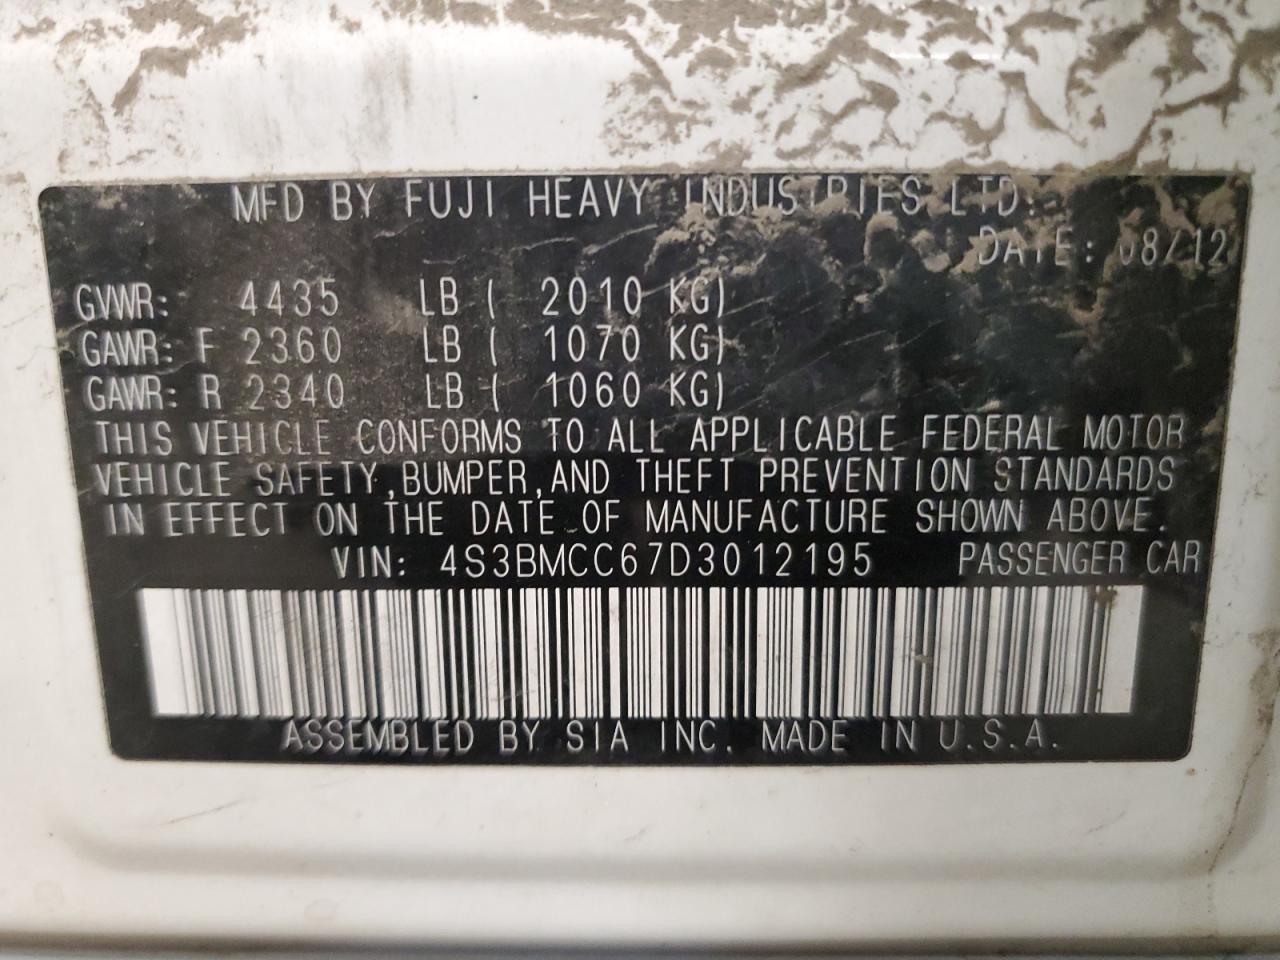 MFD BY FUJI HEAVY INDUSTRIES LTD.
DATE: 08/12
GVWR: 4435 LB ( 2010 KG)
GAWR: F 2360 LB ( 1070 KG)
GAWR: R 2340 LB ( 1060 KG)
THIS VEHICLE CONFORMS TO ALL APPLICABLE FEDERAL MOTOR
VEHICLE SAFETY,BUMPER,AND THEFT PREVENTION STANDARDS
IN EFFECT ON THE DATE OF MANUFACTURE SHOWN ABOVE.
VIN: 4S3BMCC67D3012195 PASSENGER CAR
ASSEMBLED BY SIA INC. MADE IN U.S.A.